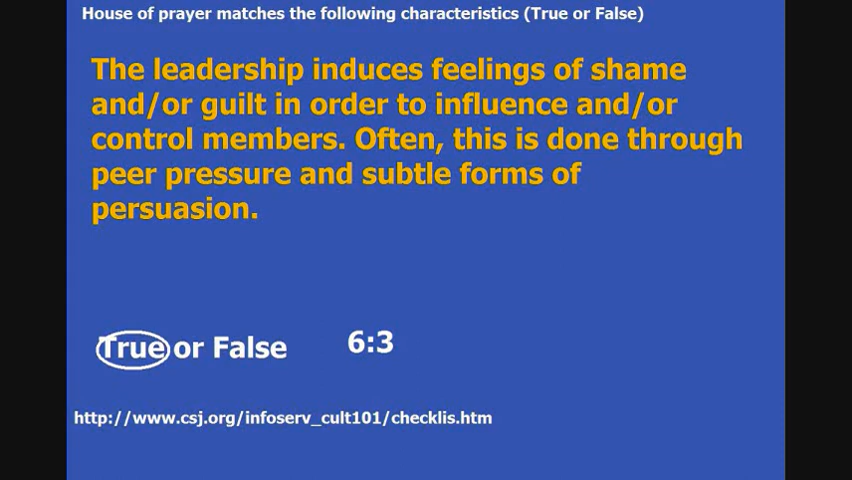 House of prayer matches the following characteristics (True or False)
The leadership induces feelings of shame
and/or guilt in order to influence and/or
control members. Often, this is done through
peer pressure and subtle forms of
persuasion.
True or False 6:3
http://www.csj.org/infoserv_cult101/checklis.htm